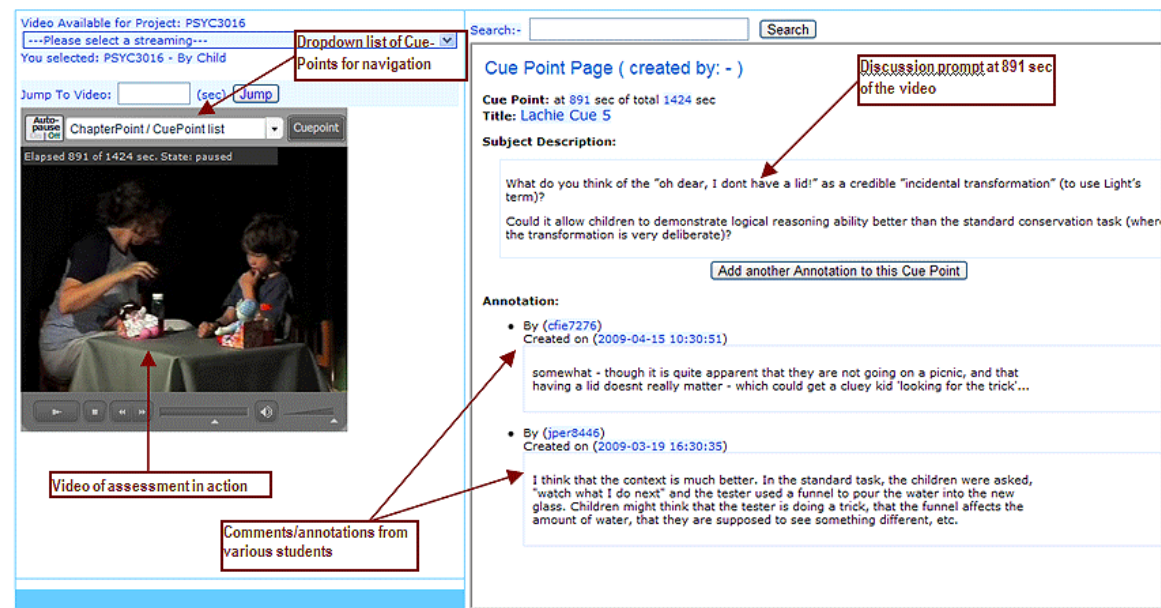 Video Available for Project: PSYC3016
---Please select a streaming---
You selected: PSYC3016 - By Child
Dropdown list of Cue-
Points for navigation
Jump To Video: (sec) Jump
Auto-
pause
On | Off
ChapterPoint / CuePoint list
Cuepoint
Elapsed 891 of 1424 sec. State: paused
Video of assessment in action
Comments/annotations from
various students
Search:- Search
Cue Point Page ( created by: - )
Discussion prompt at 891 sec
of the video
Cue Point: at 891 sec of total 1424 sec
Title: Lachie Cue 5
Subject Description:
What do you think of the "oh dear, I dont have a lid!" as a credible "incidental transformation" (to use Light's
term)?
Could it allow children to demonstrate logical reasoning ability better than the standard conservation task (where
the transformation is very deliberate)?
Add another Annotation to this Cue Point
Annotation:
• By (cfie7276)
Created on (2009-04-15 10:30:51)
somewhat - though it is quite apparent that they are not going on a picnic, and that
having a lid doesnt really matter - which could get a cluey kid 'looking for the trick'...
• By (jper8446)
Created on (2009-03-19 16:30:35)
I think that the context is much better. In the standard task, the children were asked,
"watch what I do next" and the tester used a funnel to pour the water into the new
glass. Children might think that the tester is doing a trick, that the funnel affects the
amount of water, that they are supposed to see something different, etc.